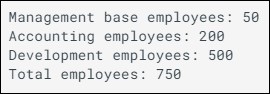 Management base employees: 50
Accounting employees: 200
Development employees: 500
Total employees: 750